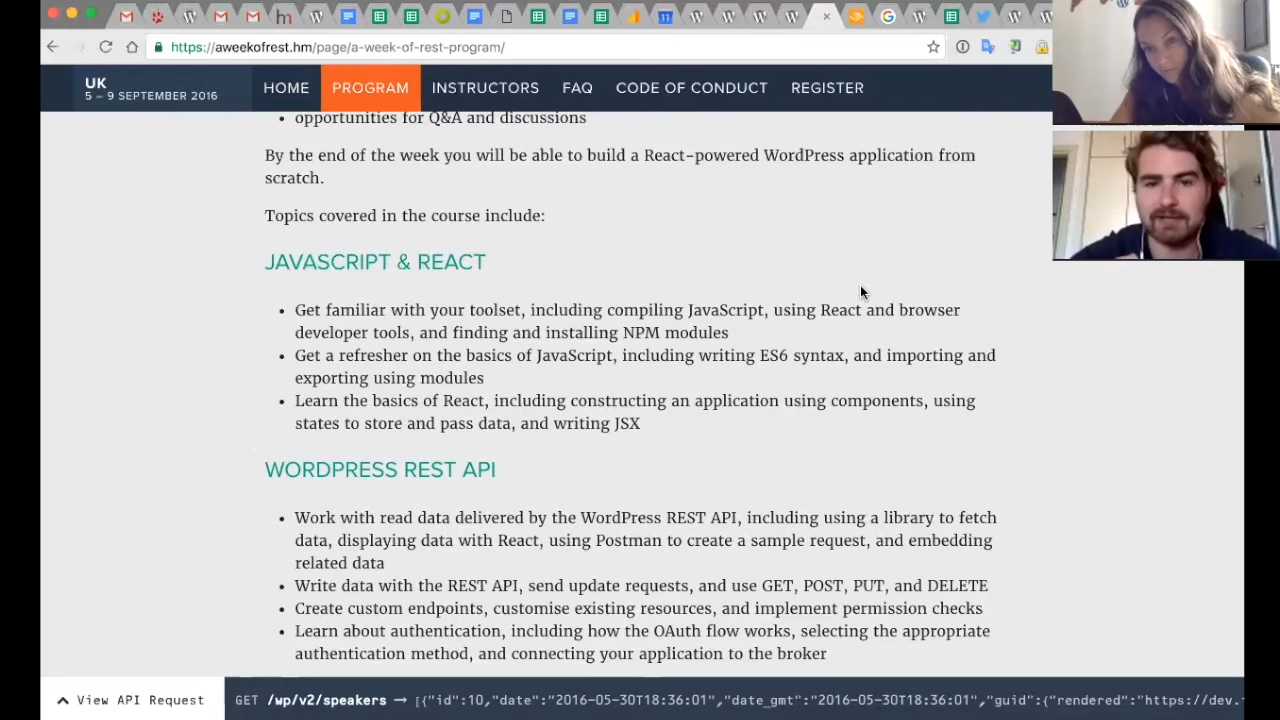 https://aweekofrest.hm/page/a-week-of-rest-program/
UK
5 – 9 SEPTEMBER 2016
HOME PROGRAM INSTRUCTORS FAQ CODE OF CONDUCT REGISTER
opportunities for Q&A and discussions
By the end of the week you will be able to build a React-powered WordPress application from
scratch.
Topics covered in the course include:
JAVASCRIPT & REACT
• Get familiar with your toolset, including compiling JavaScript, using React and browser
developer tools, and finding and installing NPM modules
• Get a refresher on the basics of JavaScript, including writing ES6 syntax, and importing and
exporting using modules
• Learn the basics of React, including constructing an application using components, using
states to store and pass data, and writing JSX
WORDPRESS REST API
• Work with read data delivered by the WordPress REST API, including using a library to fetch
data, displaying data with React, using Postman to create a sample request, and embedding
related data
• Write data with the REST API, send update requests, and use GET, POST, PUT, and DELETE
• Create custom endpoints, customise existing resources, and implement permission checks
• Learn about authentication, including how the OAuth flow works, selecting the appropriate
authentication method, and connecting your application to the broker
View API Request GET /wp/v2/speakers → [{"id":10,"date":"2016-05-30T18:36:01","date_gmt":"2016-05-30T18:36:01","guid":{"rendered":"https://dev.